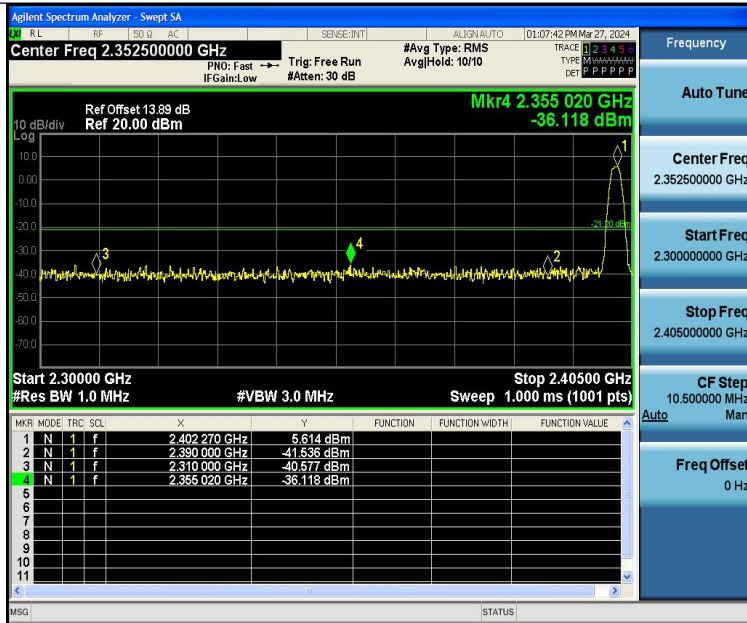 Agilent Spectrum Analyzer - Swept SA
LXI RL RF 50 Ω AC SENSE:INT ALIGN AUTO 01:07:42 PM Mar 27, 2024
Center Freq 2.352500000 GHz
#Avg Type: RMS
TRACE 1 2 3 4 5 6
PNO: Fast
Trig: Free Run
Avg|Hold: 10/10
TYPE M
IFGain:Low
#Atten: 30 dB
DET P P P P P P
Mkr4 2.355 020 GHz
-36.118 dBm
Ref Offset 13.89 dB
10 dB/div Ref 20.00 dBm
Log
10.0
0.00
-10.0
-20.0
-30.0
-40.0
-50.0
-60.0
-70.0
-21.20 dBm
1
2
3
4
Start 2.30000 GHz Stop 2.40500 GHz
#Res BW 1.0 MHz #VBW 3.0 MHz Sweep 1.000 ms (1001 pts)
MKR MODE TRC SCL X Y FUNCTION FUNCTION WIDTH FUNCTION VALUE
1 N 1 f 2.402 270 GHz 5.614 dBm
2 N 1 f 2.390 000 GHz -41.536 dBm
3 N 1 f 2.310 000 GHz -40.577 dBm
4 N 1 f 2.355 020 GHz -36.118 dBm
5
6
7
8
9
10
11
MSG STATUS
Frequency
Auto Tune
Center Freq
2.352500000 GHz
Start Freq
2.300000000 GHz
Stop Freq
2.405000000 GHz
CF Step
10.500000 MHz
Auto Man
Freq Offset
0 Hz